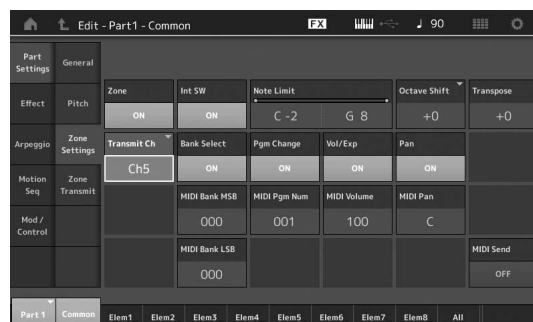 Edit - Part1 - Common FX 90
Part Settings General
Zone Int SW Note Limit Octave Shift Transpose
ON ON C -2 G 8 +0 +0
Effect Pitch
Arpeggio Zone Settings
Transmit Ch Bank Select Pgm Change Vol/Exp Pan
Ch5 ON ON ON ON
Motion Seq Zone Transmit
MIDI Bank MSB MIDI Pgm Num MIDI Volume MIDI Pan
000 001 100 C
Mod / Control
MIDI Bank LSB MIDI Send
000 OFF
Part 1 Common Elem1 Elem2 Elem3 Elem4 Elem5 Elem6 Elem7 Elem8 All